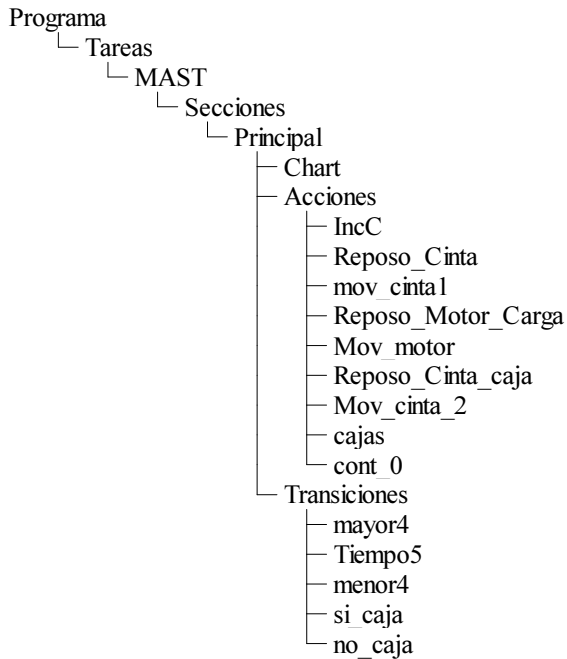 Programa
Tareas
MAST
Secciones
Principal
Chart
Acciones
IncC
Reposo_Cinta
mov_cinta1
Reposo_Motor_Carga
Mov_motor
Reposo_Cinta_caja
Mov_cinta_2
cajas
cont_0
Transiciones
mayor4
Tiempo5
menor4
si_caja
no_caja